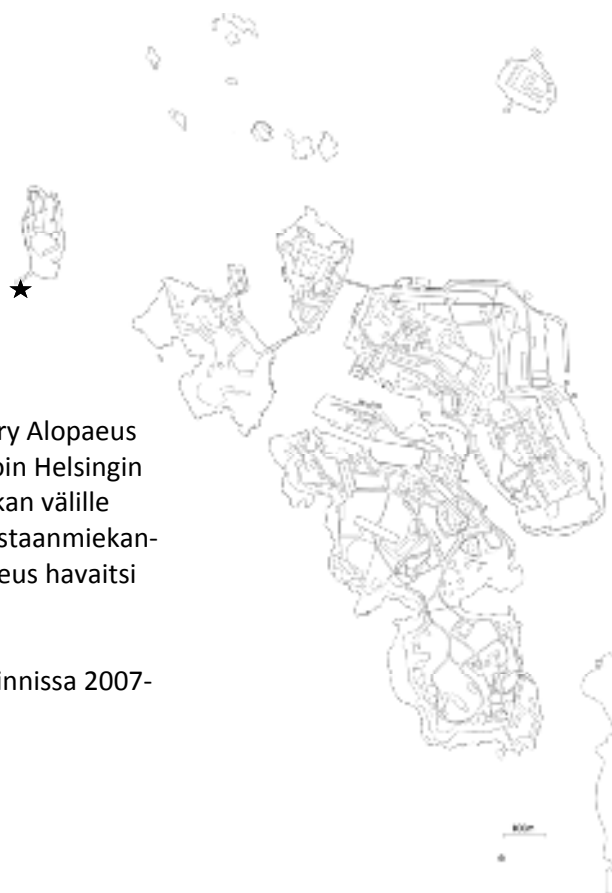 ry Alopaeus
oin Helsingin
kan välille
staanmiekan-
eus havaitsi
innissa 2007-